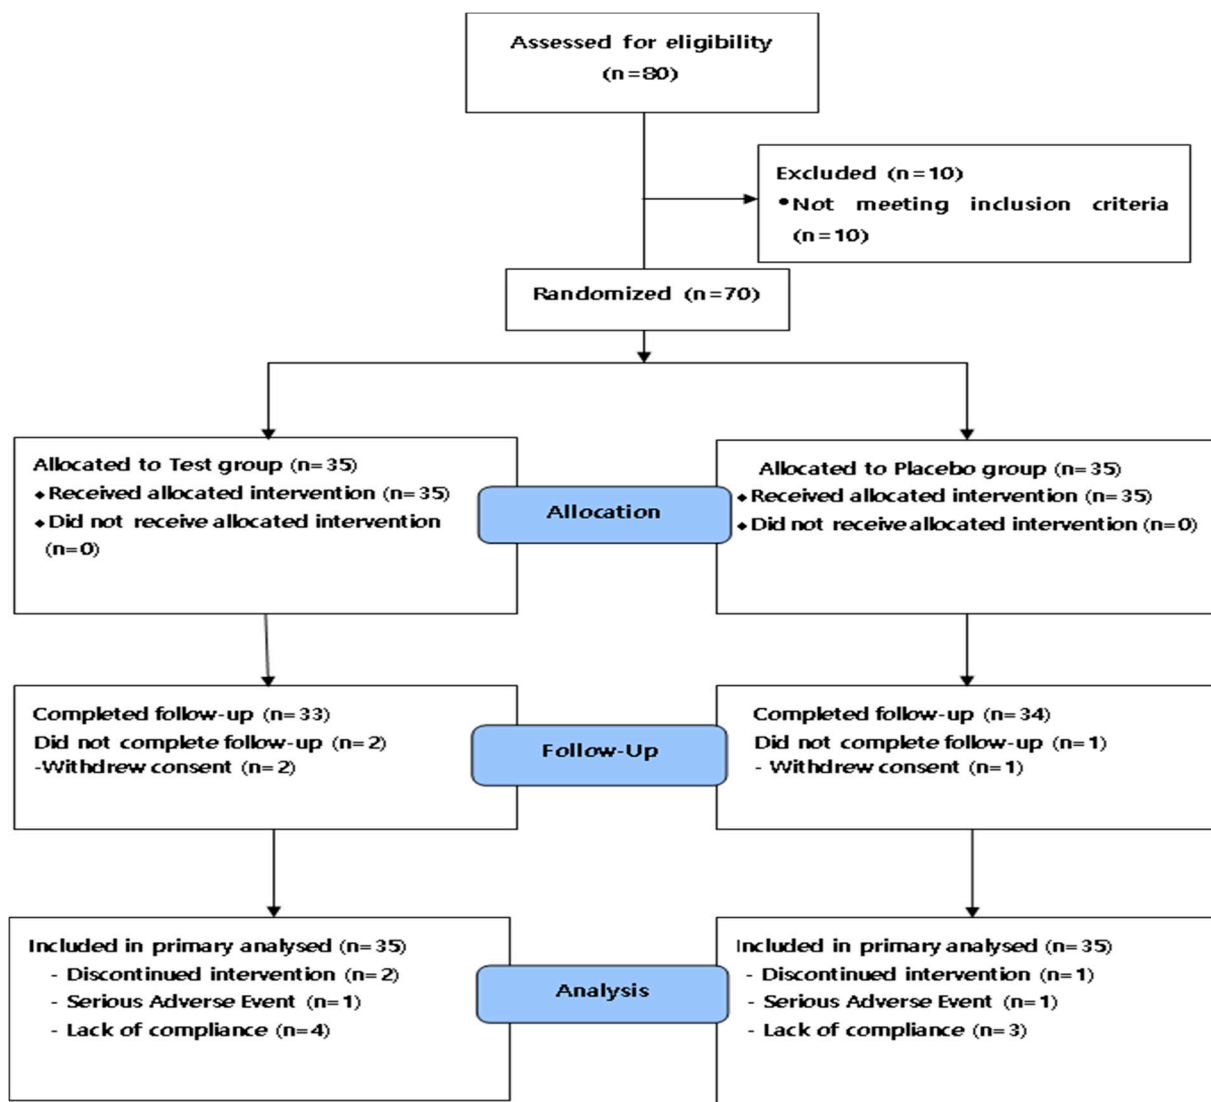 Assessed for eligibility
(n=80)
Excluded (n=10)
•Not meeting inclusion criteria
(n=10)
Randomized (n=70)
Allocated to Test group (n=35)
◆Received allocated intervention (n=35)
◆Did not receive allocated intervention
(n=0)
Allocation
Allocated to Placebo group (n=35)
◆Received allocated intervention (n=35)
◆Did not receive allocated intervention (n=0)
Completed follow-up (n=33)
Did not complete follow-up (n=2)
-Withdrew consent (n=2)
Follow-Up
Completed follow-up (n=34)
Did not complete follow-up (n=1)
- Withdrew consent (n=1)
Included in primary analysed (n=35)
- Discontinued intervention (n=2)
- Serious Adverse Event (n=1)
- Lack of compliance (n=4)
Analysis
Included in primary analysed (n=35)
- Discontinued intervention (n=1)
- Serious Adverse Event (n=1)
- Lack of compliance (n=3)